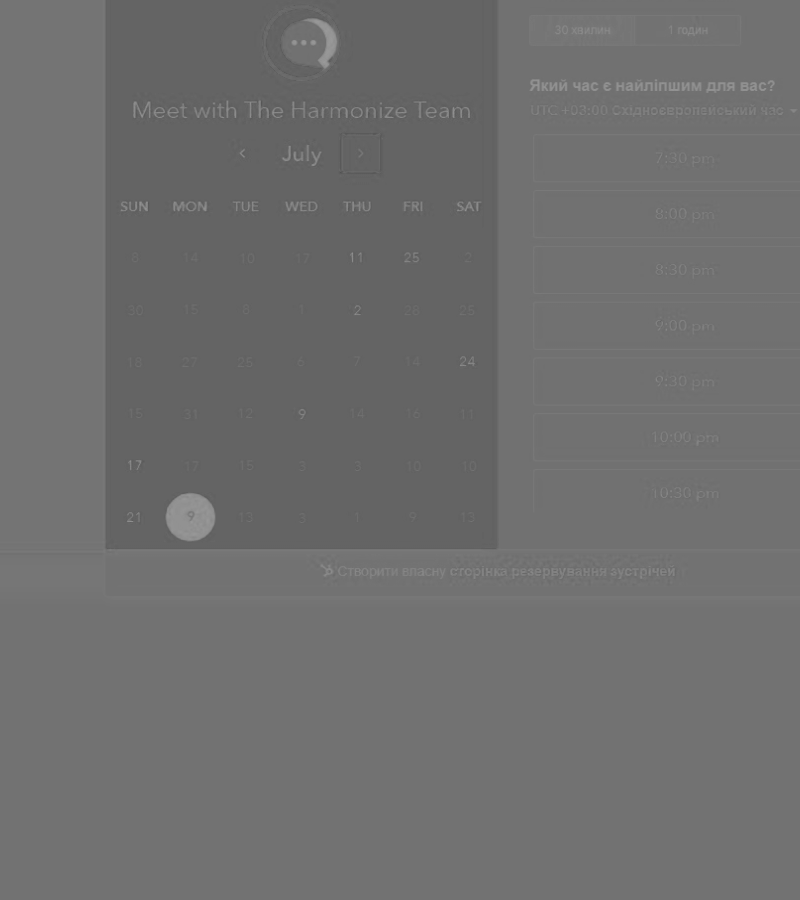 30 хвилин 1 годин
Який час є найліпшим для вас?
UTC +03:00 Східноєвропейський час
Meet with The Harmonize Team
July
SUN MON TUE WED THU FRI SAT
8 14 10 17 11 25 2
30 15 8 1 2 28 25
18 27 25 6 7 14 24
15 31 12 9 14 16 11
17 17 15 3 3 10 10
21 9 13 3 1 9 13
7:30 pm
8:00 pm
8:30 pm
9:00 pm
9:30 pm
10:00 pm
10:30 pm
Створити власну сторінка резервування зустрічей